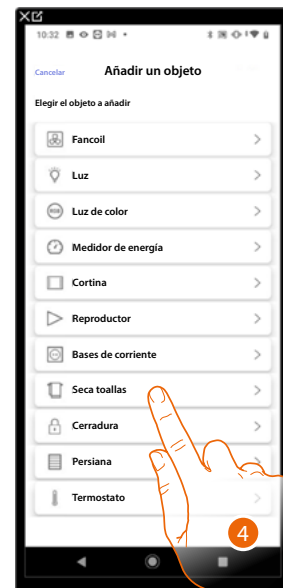 10:32
Cancelar
Añadir un objeto
Elegir el objeto a añadir
Fancoil
Luz
RGB
Luz de color
Medidor de energía
Cortina
Reproductor
Bases de corriente
Seca toallas
Cerradura
Persiana
Termostato
4